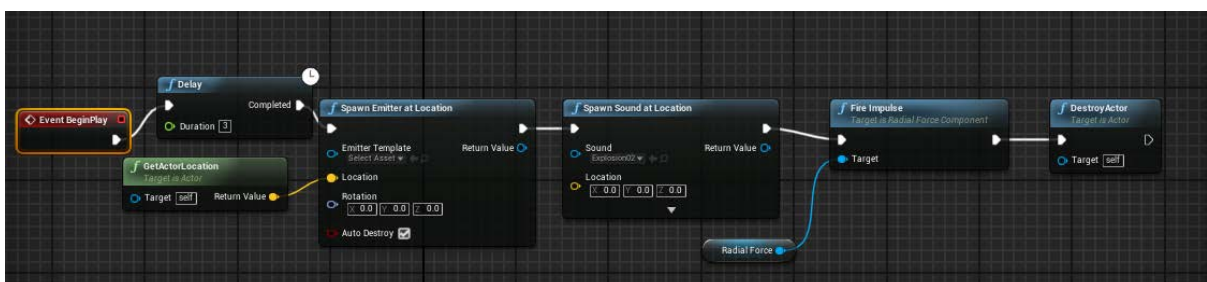 Event BeginPlay
f Delay
Completed
Duration 3
f GetActorLocation
Target is Actor
Target self
Return Value
f Spawn Emitter at Location
Emitter Template
Select Asset
Return Value
Location
Rotation
X 0.0 Y 0.0 Z 0.0
Auto Destroy
f Spawn Sound at Location
Sound
Explosion02
Return Value
Location
X 0.0 Y 0.0 Z 0.0
Radial Force
f Fire Impulse
Target is Radial Force Component
Target
f DestroyActor
Target is Actor
Target self